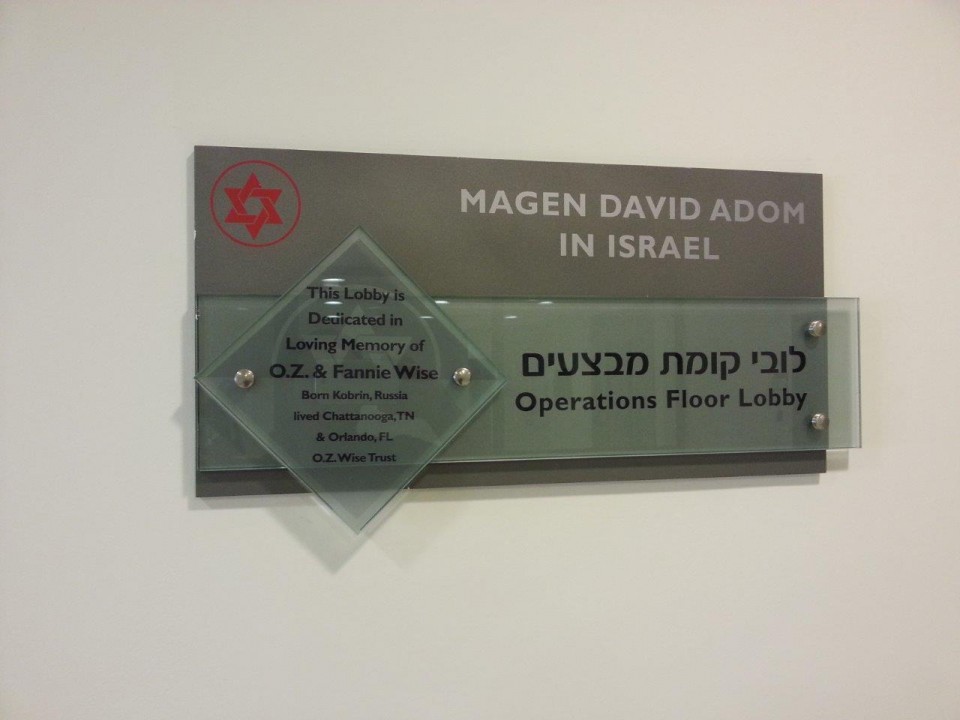 MAGEN DAVID ADOM
IN ISRAEL
This Lobby is
Dedicated in
Loving Memory of
O.Z. & Fannie Wise
Born Kobrin, Russia
lived Chattanooga, TN
& Orlando, FL
O.Z. Wise Trust
לובי קומת מבצעים
Operations Floor Lobby